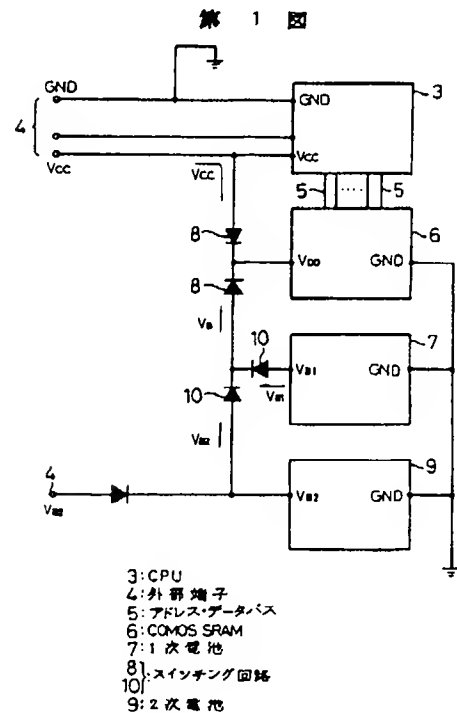 第 1 図
GND
GND
3
4
Vcc
Vcc
Vcc
5
5
8
6
VDD
GND
8
VB
10
7
VB1
GND
10
VB1
VB2
9
4
VB2
VB2
GND
3:CPU
4:外部端子
5:アドレス・データバス
6:COMOS SRAM
7:1次電池
8
10}:スイッチング回路
9:2次電池